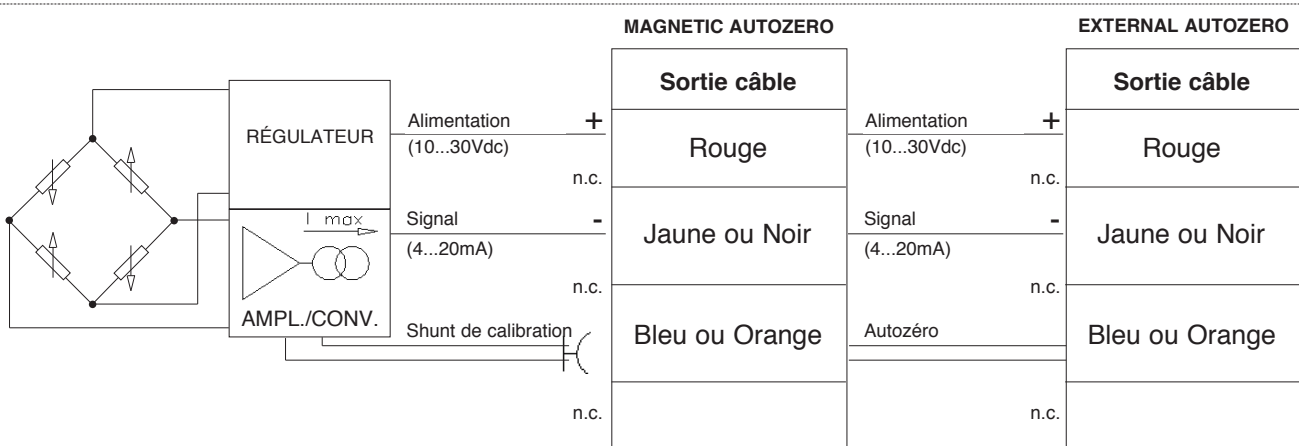 MAGNETIC AUTOZERO
EXTERNAL AUTOZERO
Sortie câble
Sortie câble
RÉGULATEUR
Alimentation
+
(10...30Vdc)
Rouge
Alimentation
+
(10...30Vdc)
Rouge
n.c.
n.c.
I max
Signal
-
(4...20mA)
Jaune ou Noir
Signal
-
(4...20mA)
Jaune ou Noir
n.c.
n.c.
AMPL./CONV.
Shunt de calibration
Bleu ou Orange
Autozéro
Bleu ou Orange
n.c.
n.c.